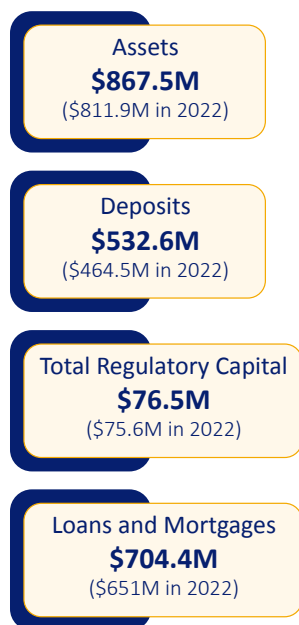 Assets
$867.5M
($811.9M in 2022)
Deposits
$532.6M
($464.5M in 2022)
Total Regulatory Capital
$76.5M
($75.6M in 2022)
Loans and Mortgages
$704.4M
($651M in 2022)